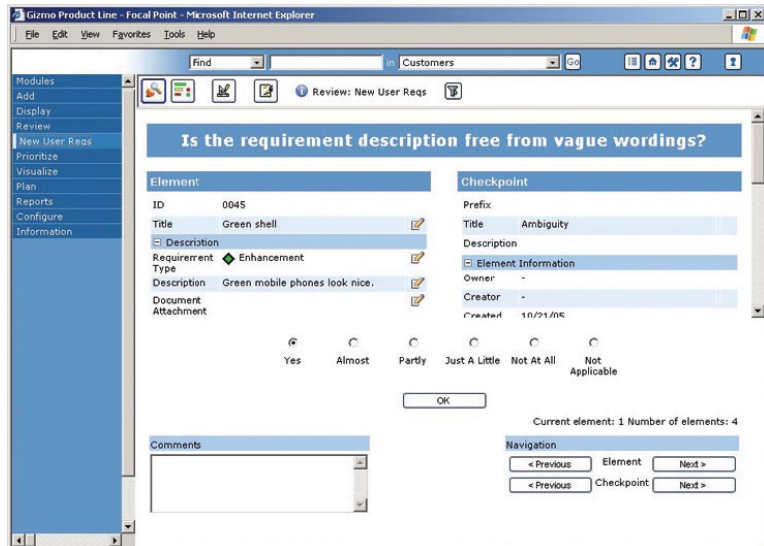 Gizmo Product Line - Focal Point - Microsoft Internet Explorer
File Edit View Favorites Tools Help
Find in Customers Go
?
Modules
Add
Display
Review
New User Reqs
Prioritize
Visualize
Plan
Reports
Configure
Information
Review: New User Reqs
Is the requirement description free from vague wordings?
Element
ID 0045
Title Green shell
Description
Requirement Type Enhancement
Description Green mobile phones look nice.
Document Attachment
Checkpoint
Prefix
Title Ambiguity
Description
Element Information
Owner -
Creator -
Created 10/21/05
Yes Almost Partly Just A Little Not At All Not Applicable
OK
Current element: 1 Number of elements: 4
Comments
Navigation
< Previous Element Next >
< Previous Checkpoint Next >